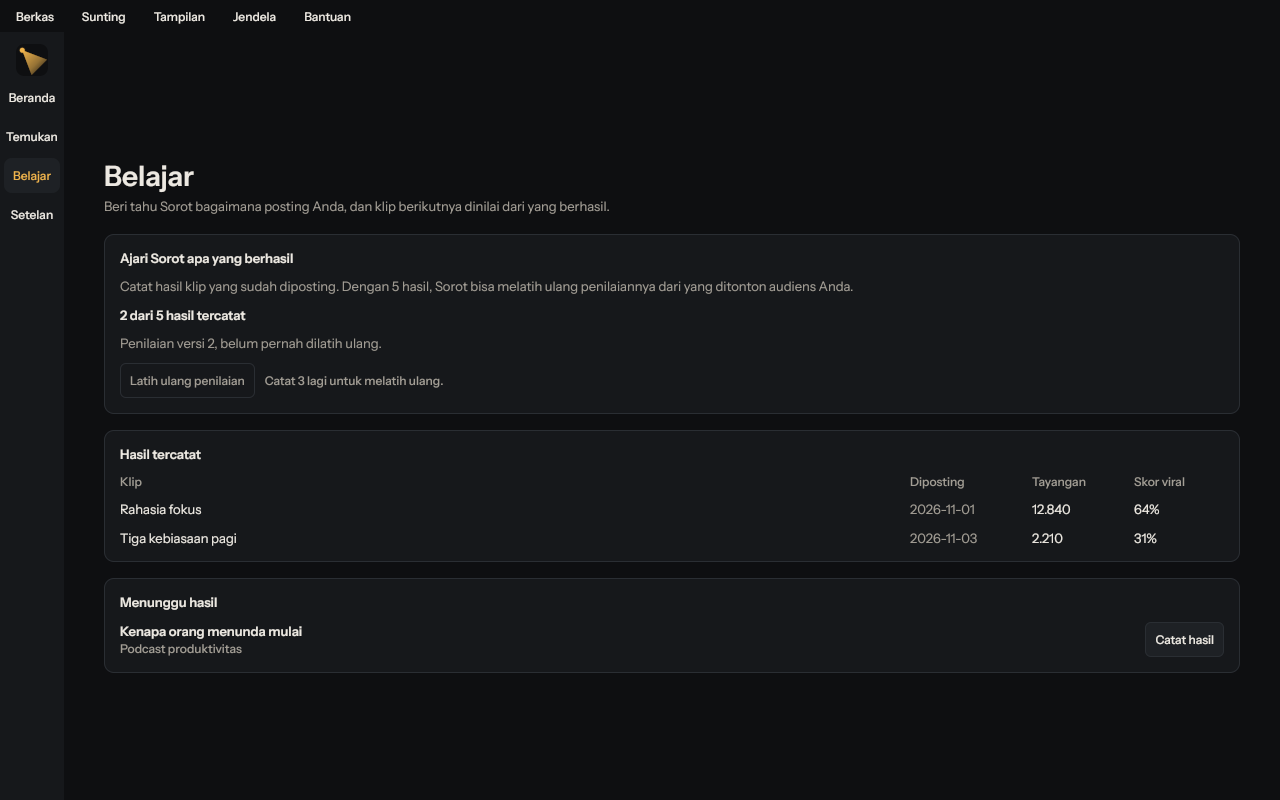 Berkas Sunting Tampilan Jendela Bantuan
Beranda
Temukan
Belajar
Setelan
Belajar
Beri tahu Sorot bagaimana posting Anda, dan klip berikutnya dinilai dari yang berhasil.
Ajari Sorot apa yang berhasil
Catat hasil klip yang sudah diposting. Dengan 5 hasil, Sorot bisa melatih ulang penilaiannya dari yang ditonton audiens Anda.
2 dari 5 hasil tercatat
Penilaian versi 2, belum pernah dilatih ulang.
Latih ulang penilaian Catat 3 lagi untuk melatih ulang.
Hasil tercatat
Klip Diposting Tayangan Skor viral
Rahasia fokus 2026-11-01 12.840 64%
Tiga kebiasaan pagi 2026-11-03 2.210 31%
Menunggu hasil
Kenapa orang menunda mulai
Podcast produktivitas
Catat hasil